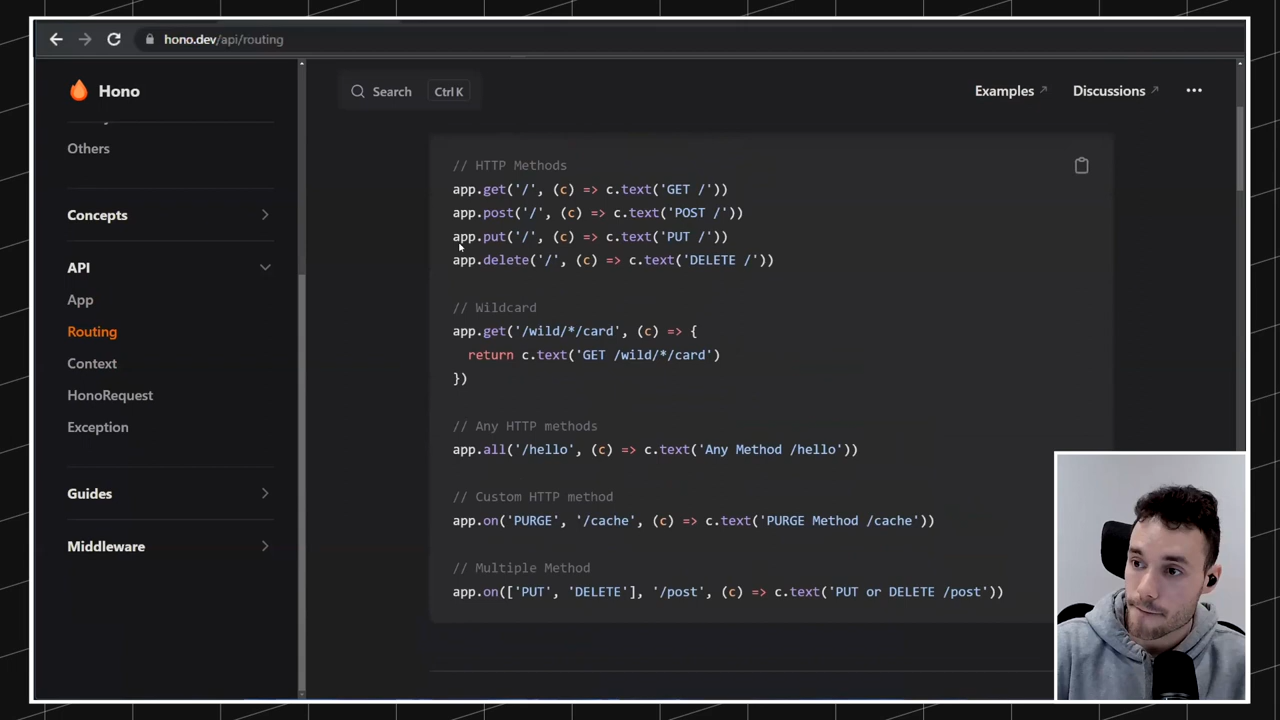 hono.dev/api/routing
Hono
Search
Ctrl K
Examples
Discussions
Others
Concepts
API
App
Routing
Context
HonoRequest
Exception
Guides
Middleware
// HTTP Methods
app.get('/', (c) => c.text('GET /'))
app.post('/', (c) => c.text('POST /'))
app.put('/', (c) => c.text('PUT /'))
app.delete('/', (c) => c.text('DELETE /'))
// Wildcard
app.get('/wild/*/card', (c) => {
return c.text('GET /wild/*/card')
})
// Any HTTP methods
app.all('/hello', (c) => c.text('Any Method /hello'))
// Custom HTTP method
app.on('PURGE', '/cache', (c) => c.text('PURGE Method /cache'))
// Multiple Method
app.on(['PUT', 'DELETE'], '/post', (c) => c.text('PUT or DELETE /post'))